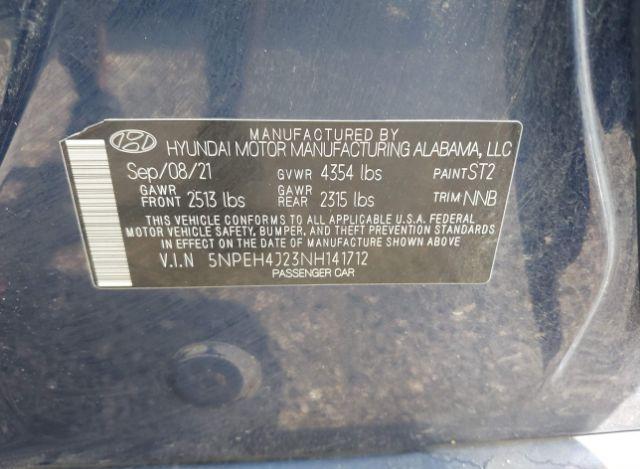 MANUFACTURED BY
HYUNDAI MOTOR MANUFACTURING ALABAMA, LLC
Sep/08/21 GVWR 4354 lbs PAINT ST2
GAWR FRONT 2513 lbs GAWR REAR 2315 lbs TRIM NNB
THIS VEHICLE CONFORMS TO ALL APPLICABLE U.S.A. FEDERAL
MOTOR VEHICLE SAFETY, BUMPER, AND THEFT PREVENTION STANDARDS
IN EFFECT ON THE DATE OF MANUFACTURE SHOWN ABOVE
V.I.N 5NPEH4J23NH141712
PASSENGER CAR